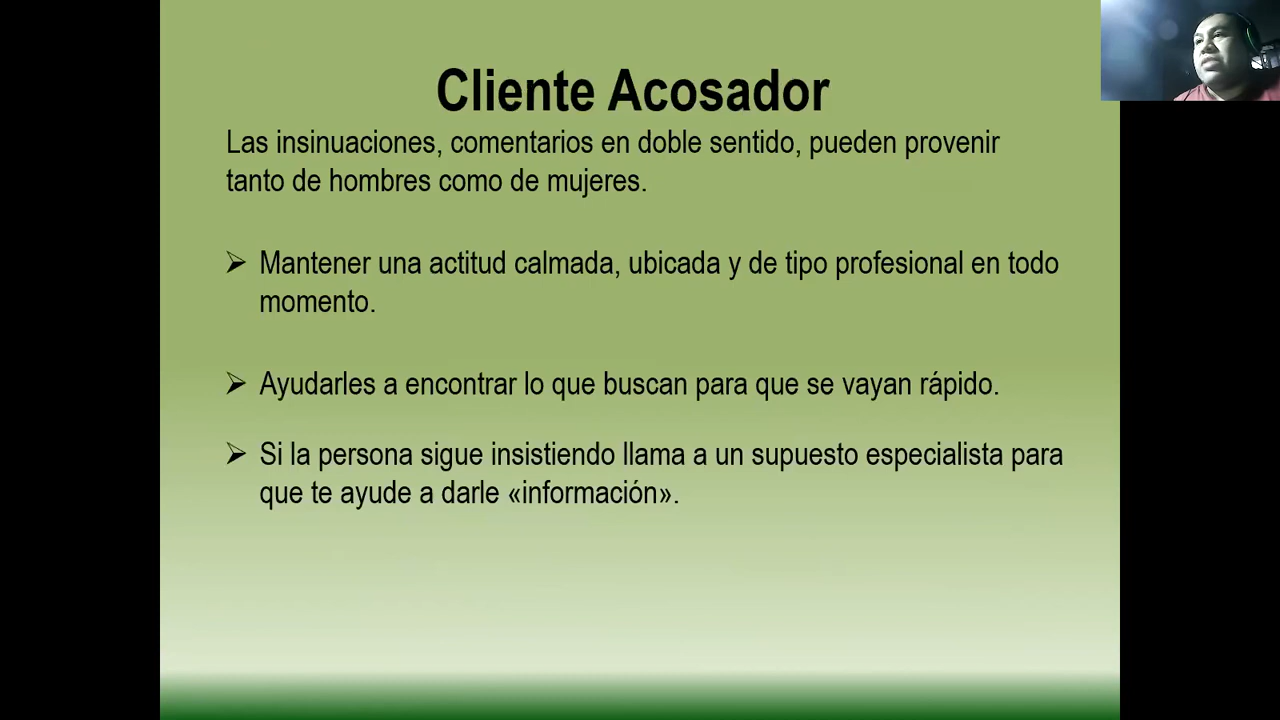 Cliente Acosador
Las insinuaciones, comentarios en doble sentido, pueden provenir
tanto de hombres como de mujeres.
➢ Mantener una actitud calmada, ubicada y de tipo profesional en todo
momento.
➢ Ayudarles a encontrar lo que buscan para que se vayan rápido.
➢ Si la persona sigue insistiendo llama a un supuesto especialista para
que te ayude a darle «información».